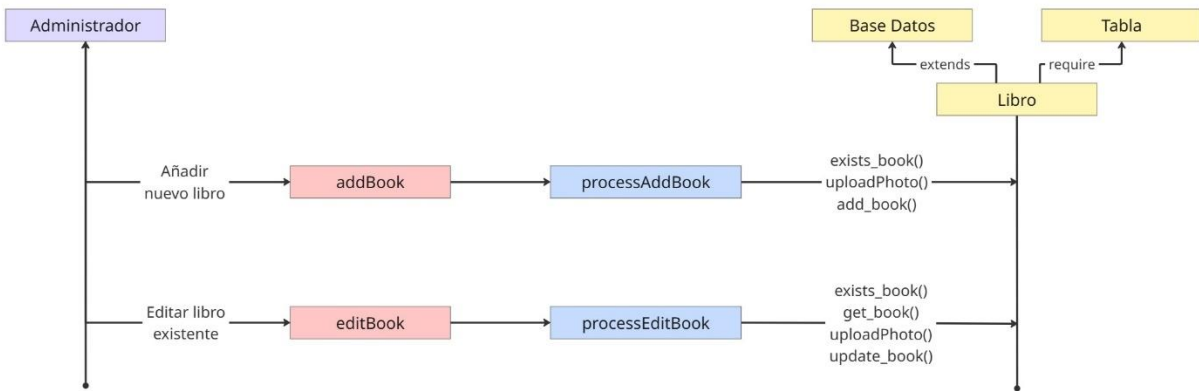 Administrador
Base Datos
Tabla
extends
require
Libro
Añadir
nuevo libro
addBook
processAddBook
exists_book()
uploadPhoto()
add_book()
Editar libro
existente
editBook
processEditBook
exists_book()
get_book()
uploadPhoto()
update_book()